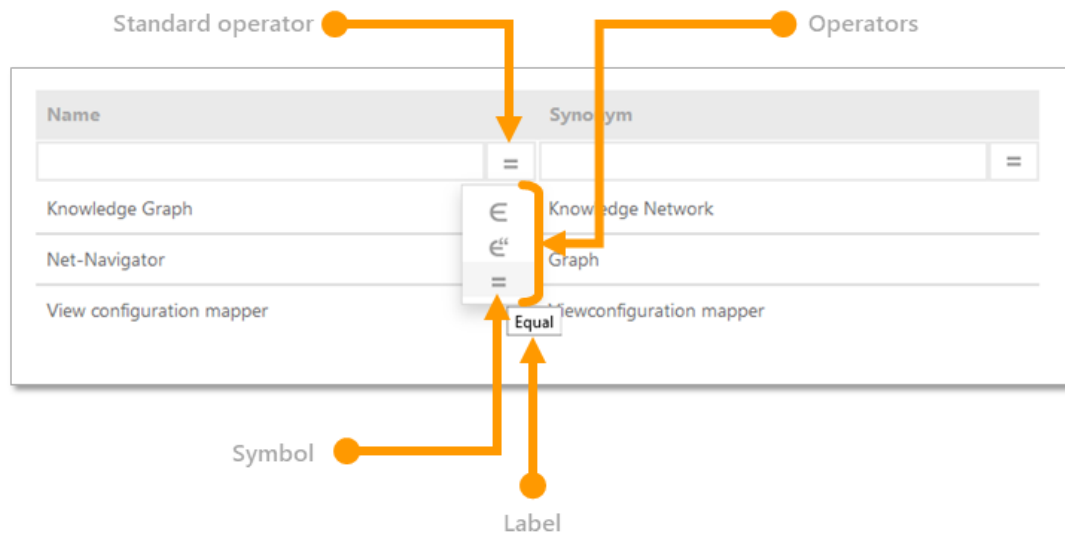 Standard operator
Operators
Name
Synonym
=
=
Knowledge Graph
∈
Knowledge Network
Net-Navigator
∈“
Graph
=
View configuration mapper
Viewconfiguration mapper
Equal
Symbol
Label